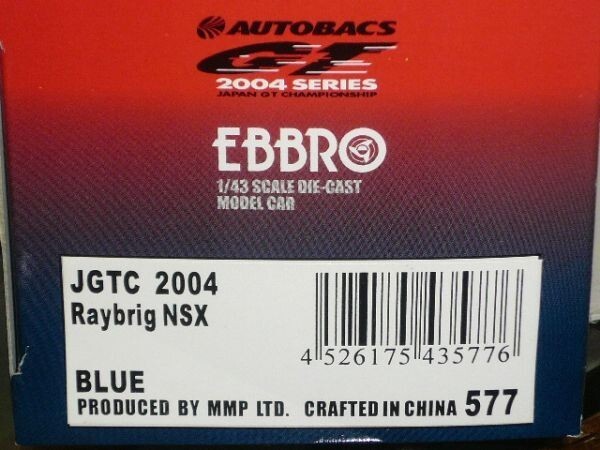 AUTOBACS
GT
2004 SERIES
JAPAN GT CHAMPIONSHIP
EBBRO
1/43 SCALE DIE-CAST
MODEL CAR
JGTC 2004
Raybrig NSX
4 526175 435776
BLUE
PRODUCED BY MMP LTD. CRAFTED IN CHINA 577